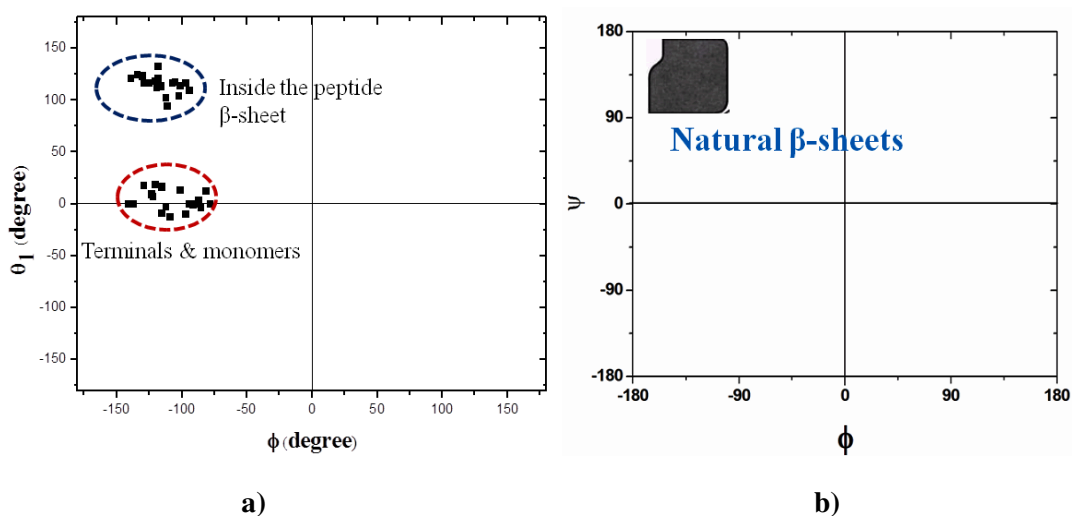 150
100
50
0
-50
-100
-150
θ1 (degree)
Inside the peptide
β-sheet
Terminals & monomers
-150
-100
-50
0
50
100
150
ϕ (degree)
a)
180
90
0
-90
-180
ψ
Natural β-sheets
-180
-90
0
90
180
ϕ
b)